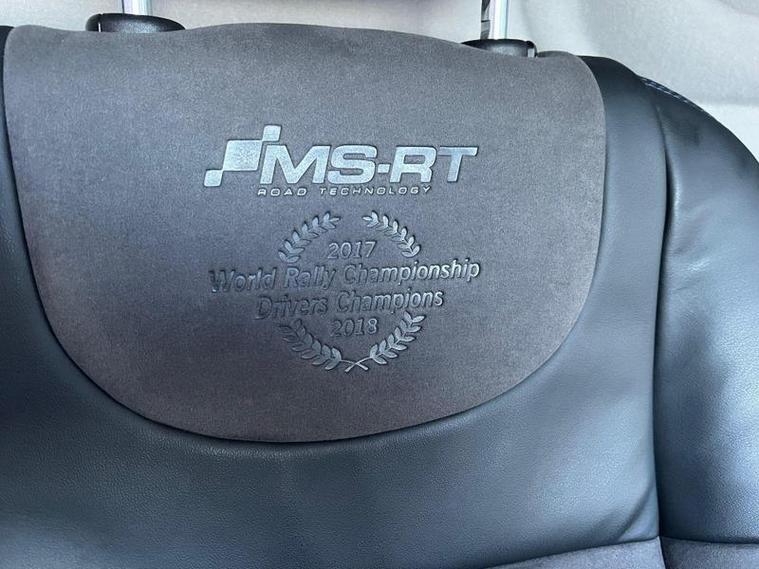 MS-RT
ROAD TECHNOLOGY
2017
World Rally Championship
Drivers Champions
2018